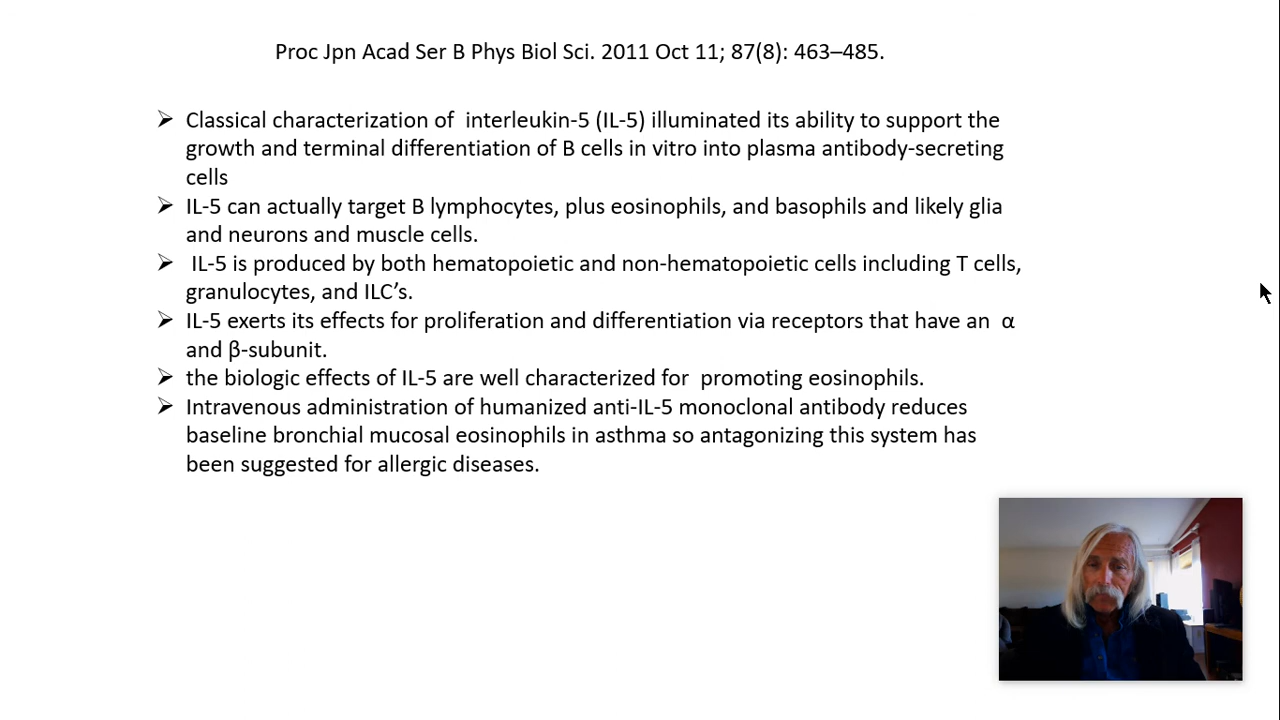 Proc Jpn Acad Ser B Phys Biol Sci. 2011 Oct 11; 87(8): 463–485.
➢ Classical characterization of  interleukin-5 (IL-5) illuminated its ability to support the
growth and terminal differentiation of B cells in vitro into plasma antibody-secreting
cells
➢ IL-5 can actually target B lymphocytes, plus eosinophils, and basophils and likely glia
and neurons and muscle cells.
➢  IL-5 is produced by both hematopoietic and non-hematopoietic cells including T cells,
granulocytes, and ILC’s.
➢ IL-5 exerts its effects for proliferation and differentiation via receptors that have an  α
and β-subunit.
➢ the biologic effects of IL-5 are well characterized for  promoting eosinophils.
➢ Intravenous administration of humanized anti-IL-5 monoclonal antibody reduces
baseline bronchial mucosal eosinophils in asthma so antagonizing this system has
been suggested for allergic diseases.